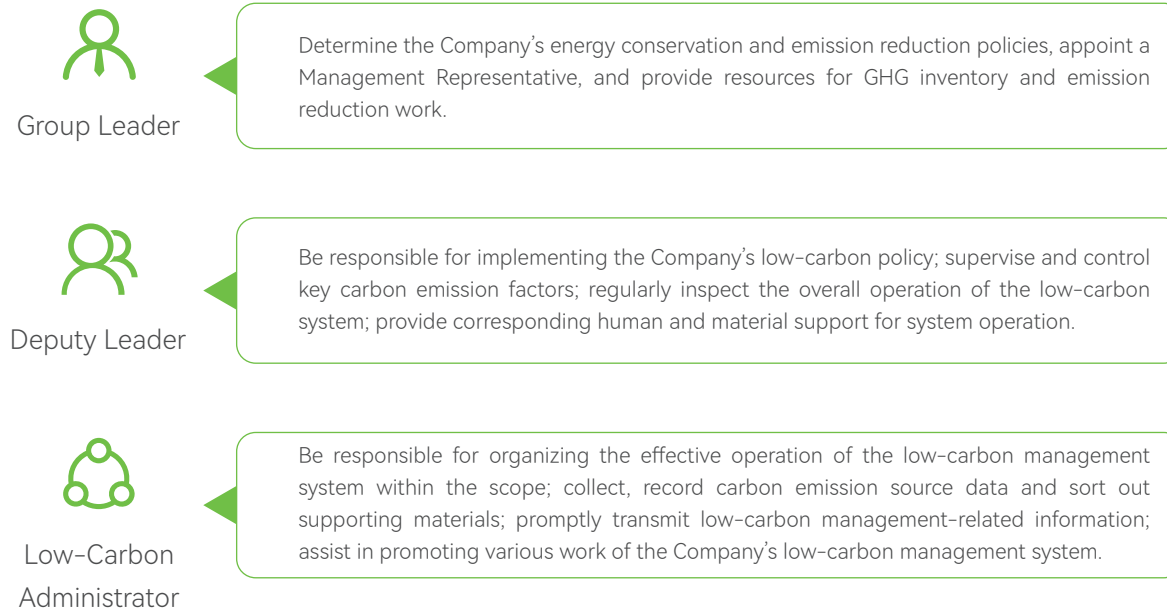 Group Leader
Determine the Company’s energy conservation and emission reduction policies, appoint a
Management Representative, and provide resources for GHG inventory and emission
reduction work.
Deputy Leader
Be responsible for implementing the Company’s low-carbon policy; supervise and control
key carbon emission factors; regularly inspect the overall operation of the low-carbon
system; provide corresponding human and material support for system operation.
Low-Carbon
Administrator
Be responsible for organizing the effective operation of the low-carbon management
system within the scope; collect, record carbon emission source data and sort out
supporting materials; promptly transmit low-carbon management-related information;
assist in promoting various work of the Company’s low-carbon management system.